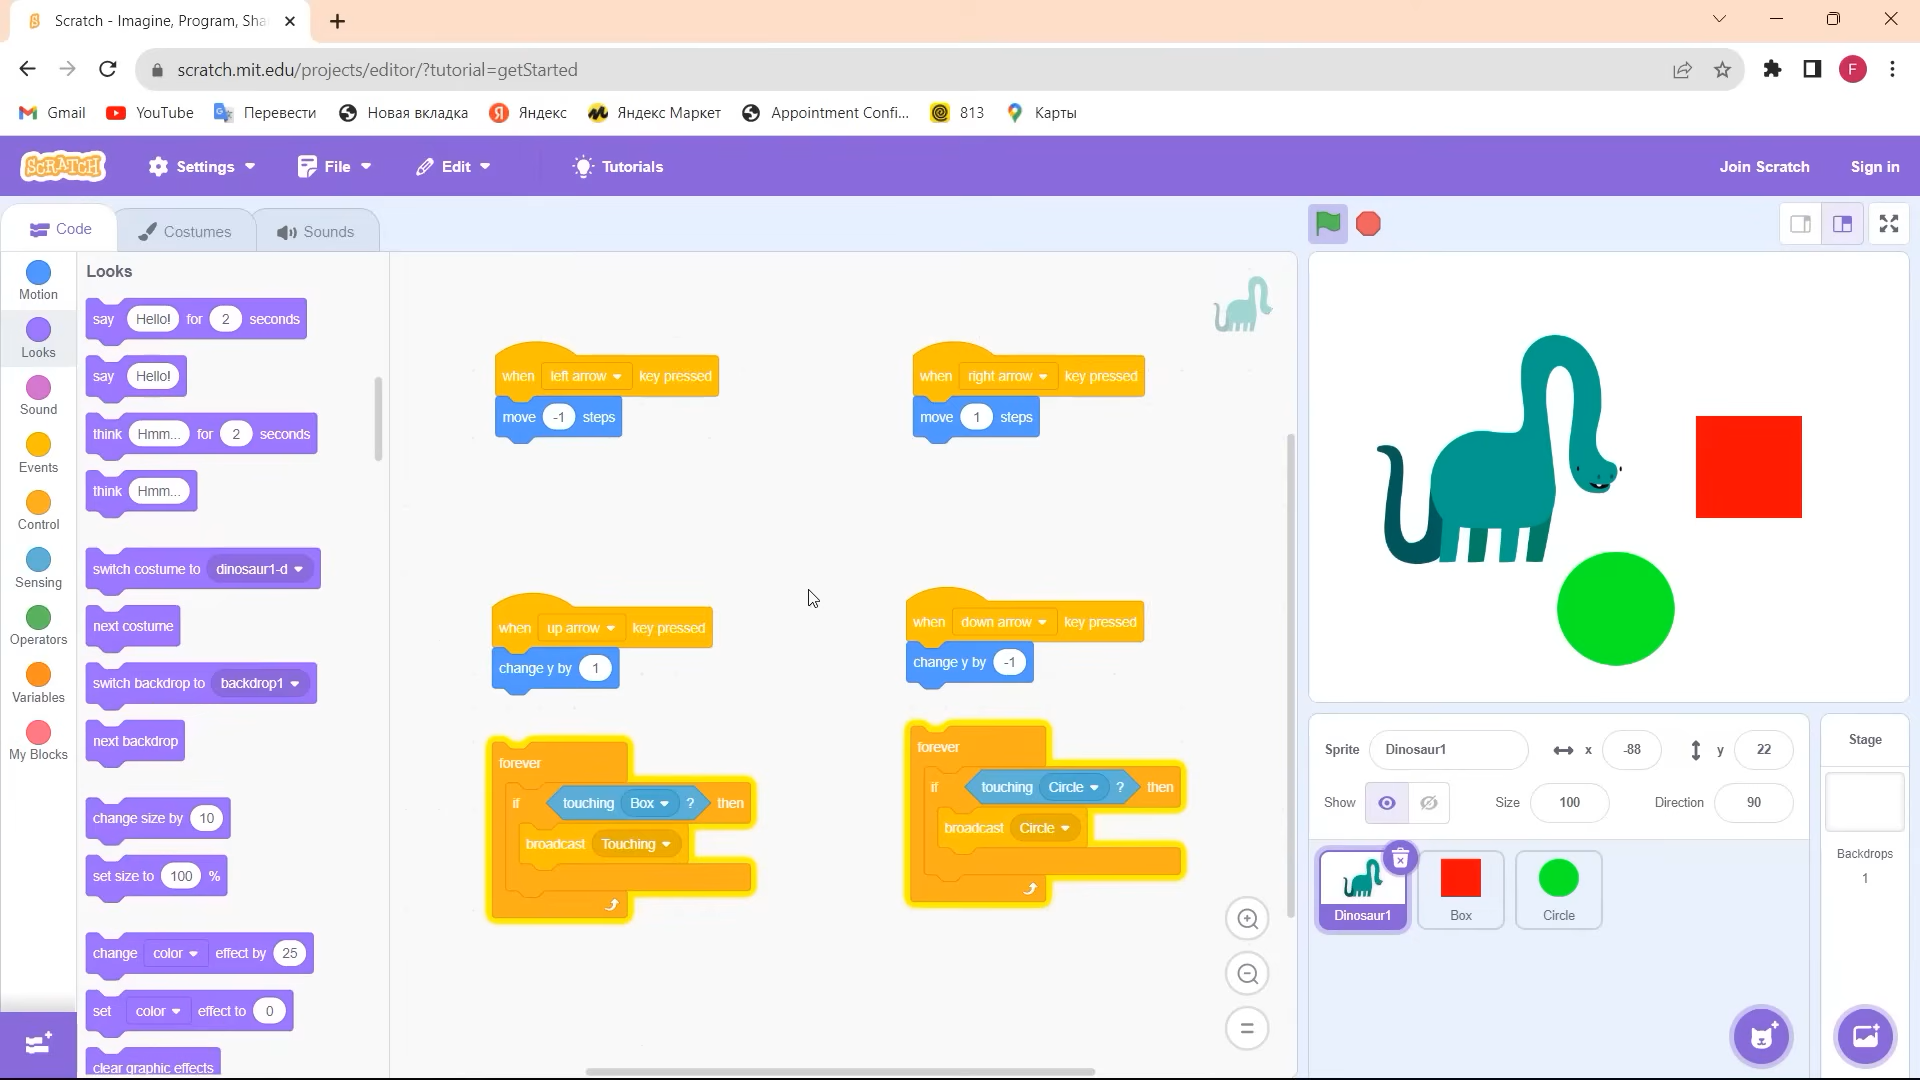 Scratch - Imagine, Program, Sha
scratch.mit.edu/projects/editor/?tutorial=getStarted
F
Gmail YouTube Перевести Новая вкладка Яндекс Яндекс Маркет Appointment Confi... 813 Карты
SCRATCH Settings File Edit Tutorials Join Scratch Sign in
Code Costumes Sounds
Motion
Looks
Sound
Events
Control
Sensing
Operators
Variables
My Blocks
Looks
say Hello! for 2 seconds
say Hello!
think Hmm... for 2 seconds
think Hmm...
switch costume to dinosaur1-d
next costume
switch backdrop to backdrop1
next backdrop
change size by 10
set size to 100 %
change color effect by 25
set color effect to 0
clear graphic effects
when left arrow key pressed
move -1 steps
when right arrow key pressed
move 1 steps
when up arrow key pressed
change y by 1
when down arrow key pressed
change y by -1
forever
if touching Box ? then
broadcast Touching
forever
if touching Circle ? then
broadcast Circle
Sprite Dinosaur1 x -88 y 22
Show Size 100 Direction 90
Dinosaur1 Box Circle
Stage
Backdrops
1